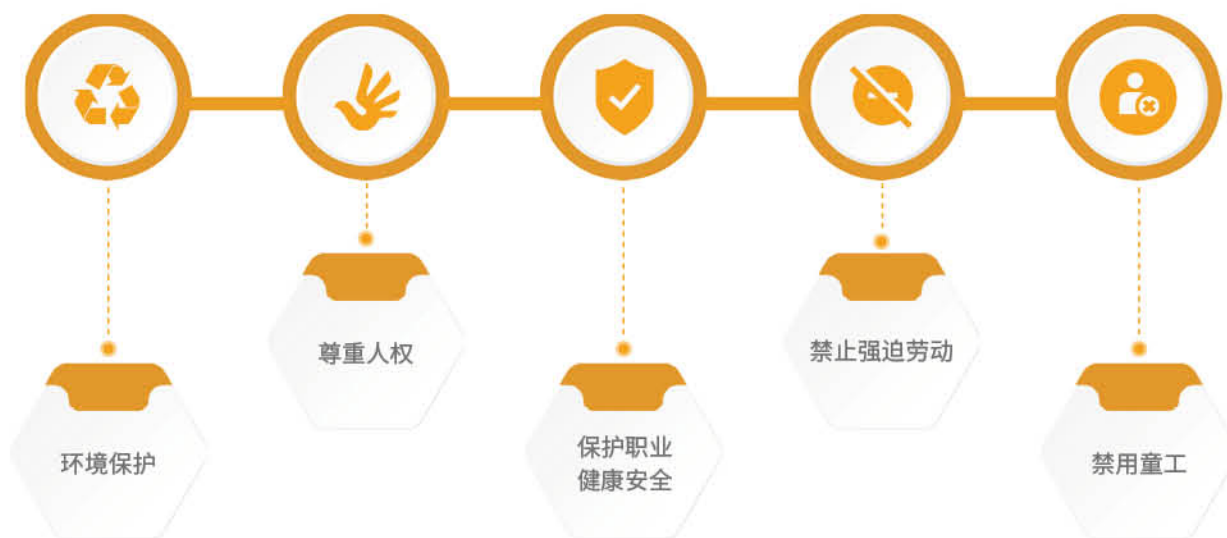 环境保护
尊重人权
保护职业
健康安全
禁止强迫劳动
禁用童工